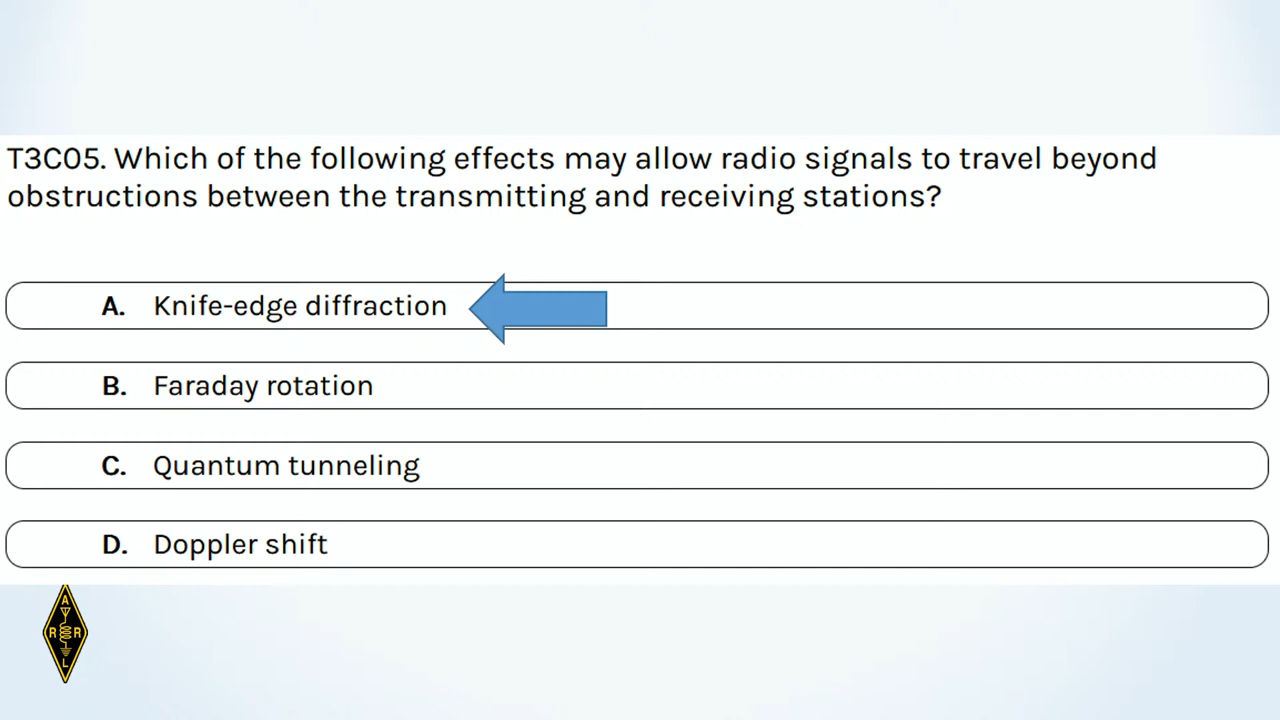 T3C05. Which of the following effects may allow radio signals to travel beyond
obstructions between the transmitting and receiving stations?
A. Knife-edge diffraction
B. Faraday rotation
C. Quantum tunneling
D. Doppler shift
A
R R
L